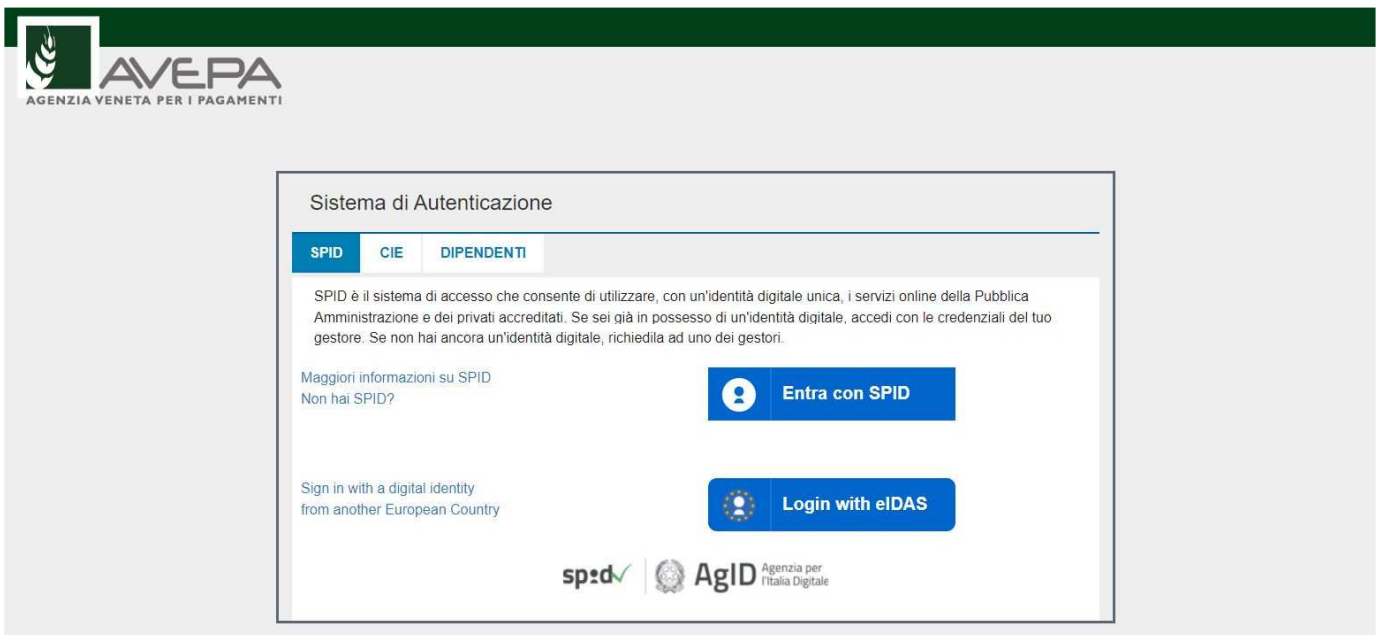 AVEPA
AGENZIA VENETA PER I PAGAMENTI
Sistema di Autenticazione
SPID CIE DIPENDENTI
SPID è il sistema di accesso che consente di utilizzare, con un'identità digitale unica, i servizi online della Pubblica
Amministrazione e dei privati accreditati. Se sei già in possesso di un'identità digitale, accedi con le credenziali del tuo
gestore. Se non hai ancora un'identità digitale, richiedila ad uno dei gestori.
Maggiori informazioni su SPID
Non hai SPID?
Entra con SPID
Sign in with a digital identity
from another European Country
Login with eIDAS
spid
AgID Agenzia per
l'Italia Digitale